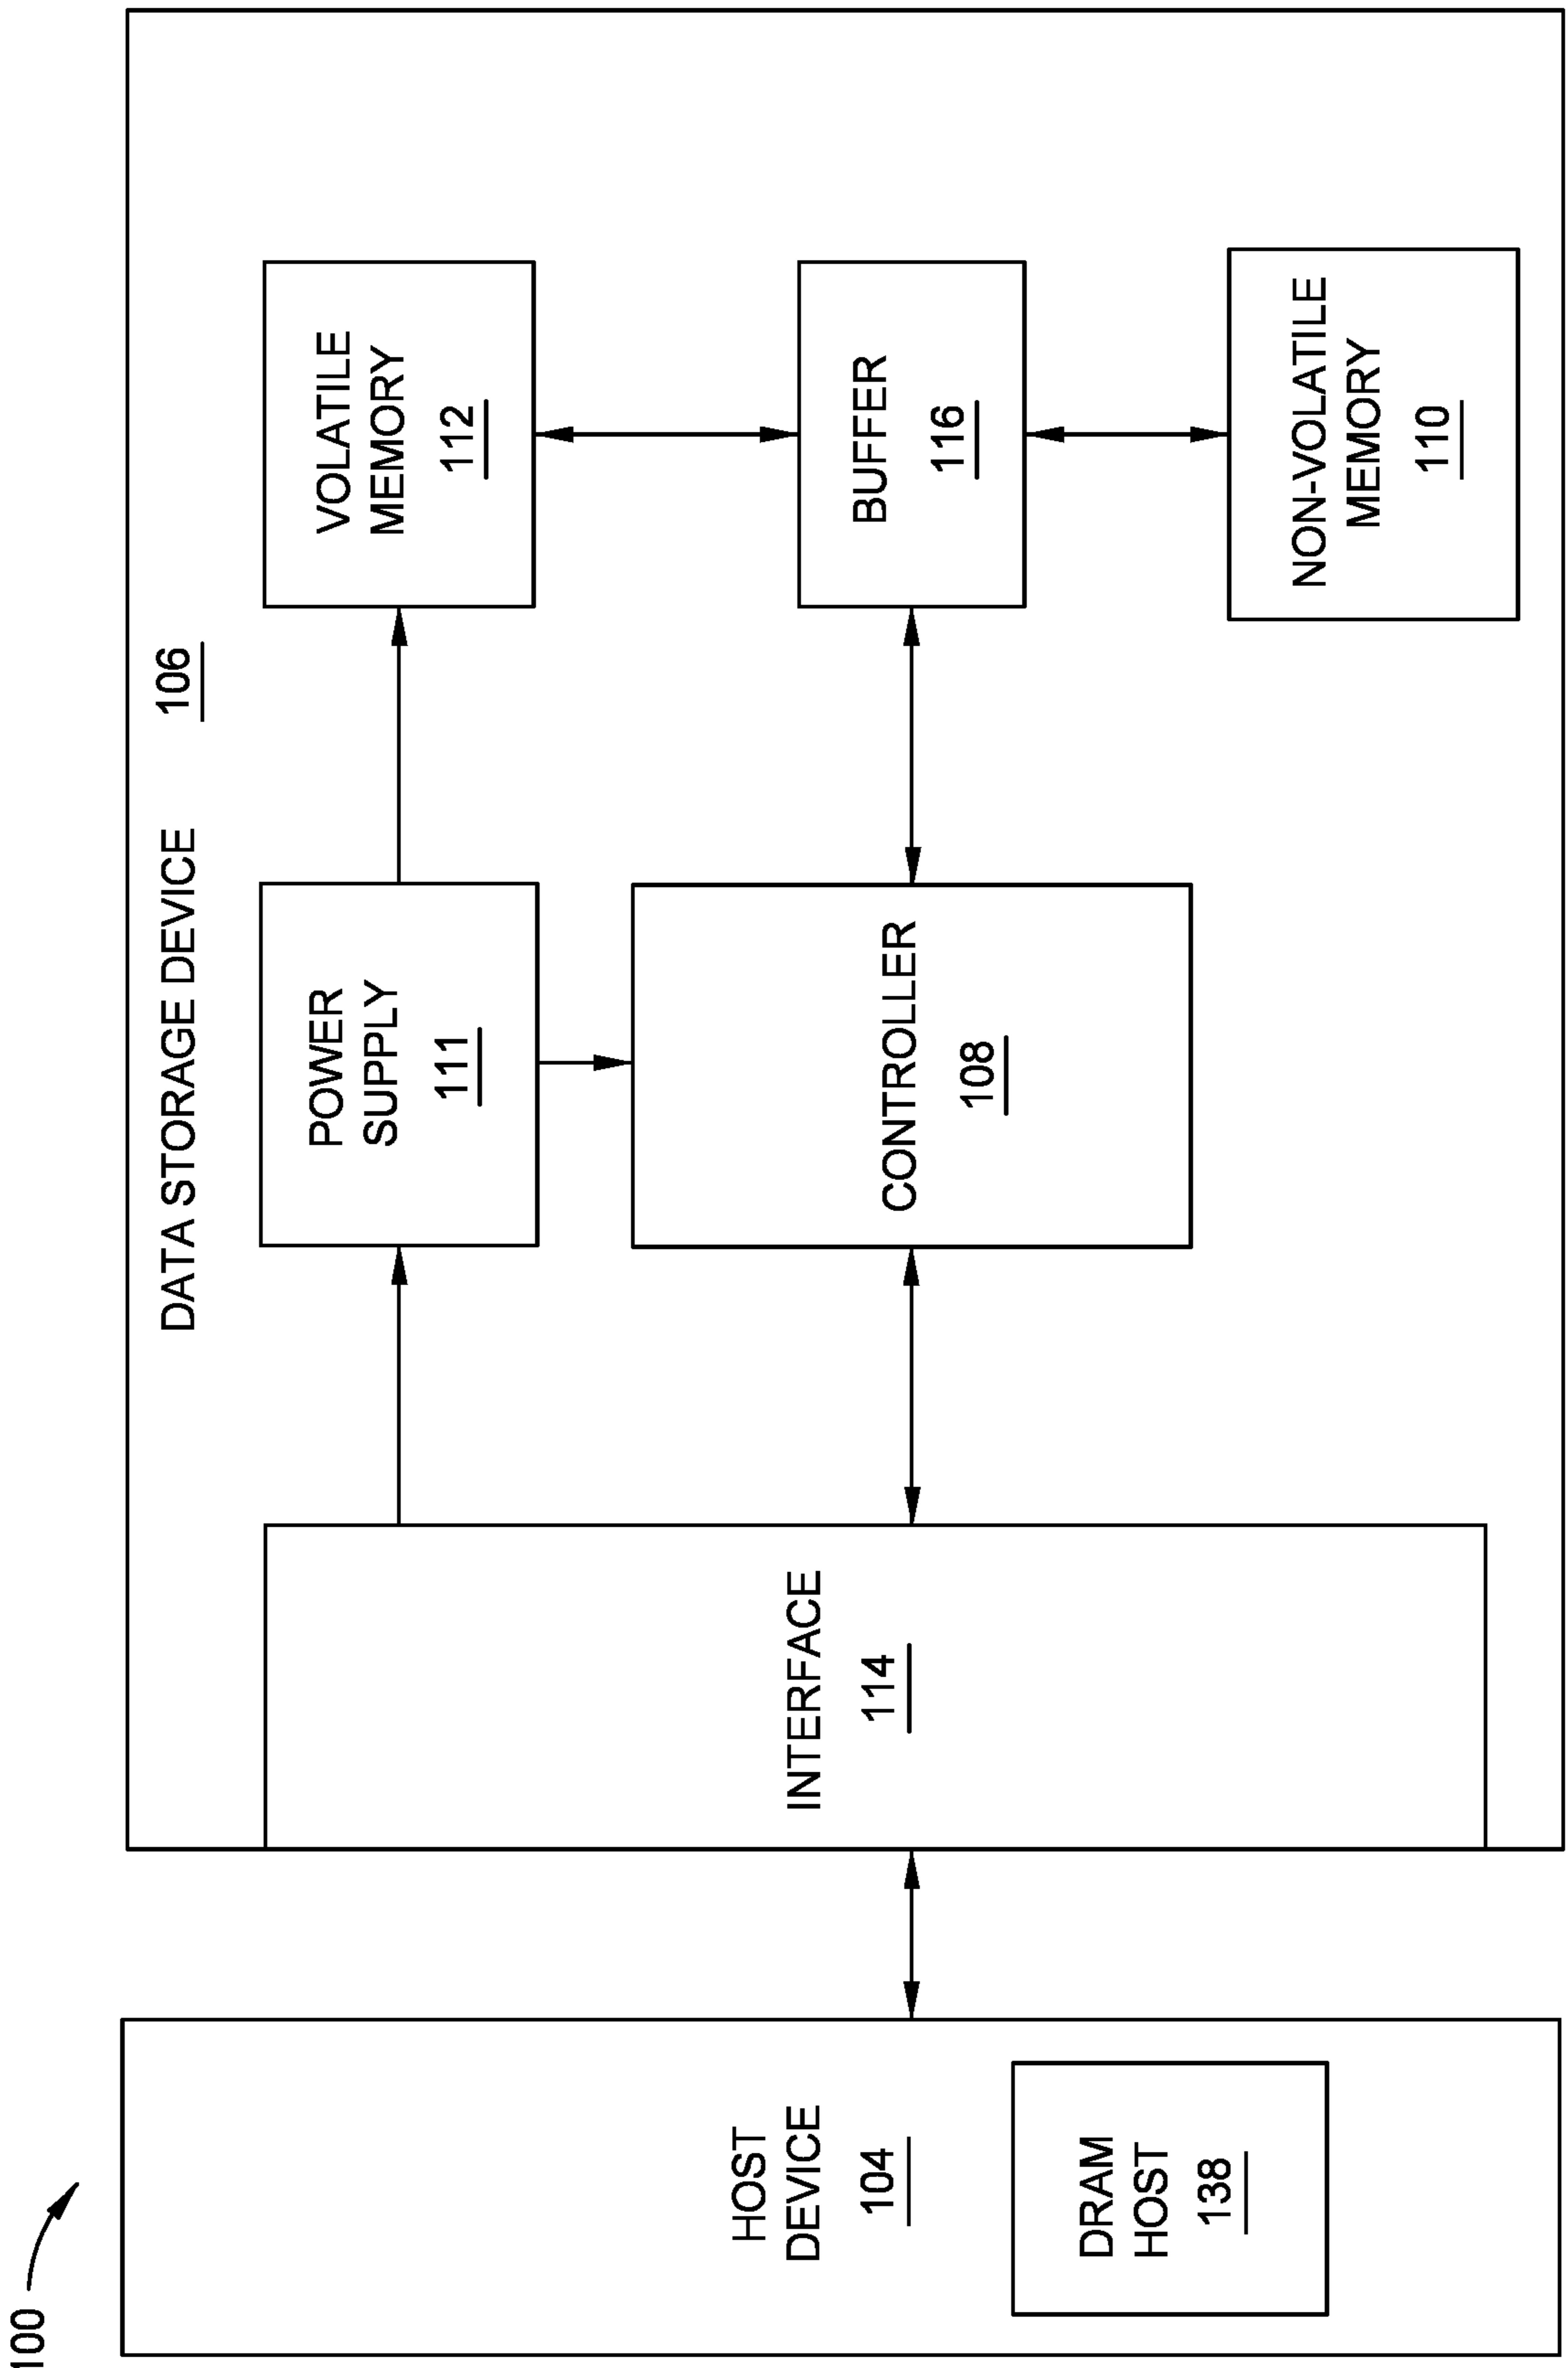 100
HOST
DEVICE
104
DRAM
HOST
138
DATA STORAGE DEVICE 106
INTERFACE
114
POWER
SUPPLY
111
CONTROLLER
108
VOLATILE
MEMORY
112
BUFFER
116
NON-VOLATILE
MEMORY
110